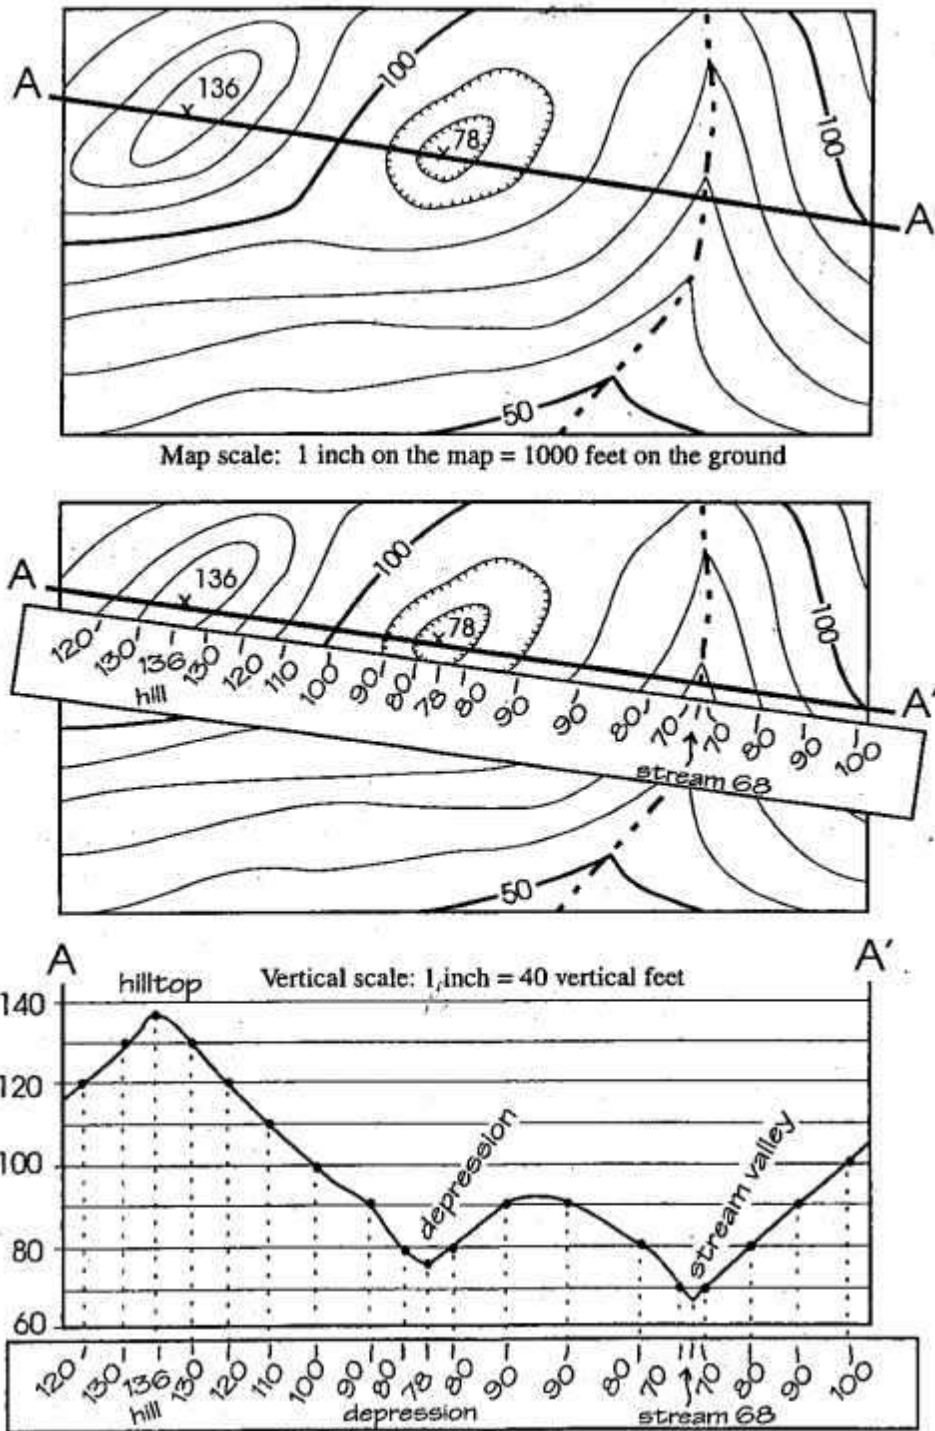 136
100
A
78
100
A
50
Map scale: 1 inch on the map = 1000 feet on the ground
100
A
136
78
100
A'
120 130 136 130 120 110 100 90 80 78 80 90 90 80 70 70 80 90 100
hill
stream 68
50
A
A'
hilltop
Vertical scale: 1 inch = 40 vertical feet
140
120
depression
stream valley
100
80
60
120 130 136 130 120 110 100 90 80 78 80 90 90 80 70 70 80 90 100
hill
depression
stream 68